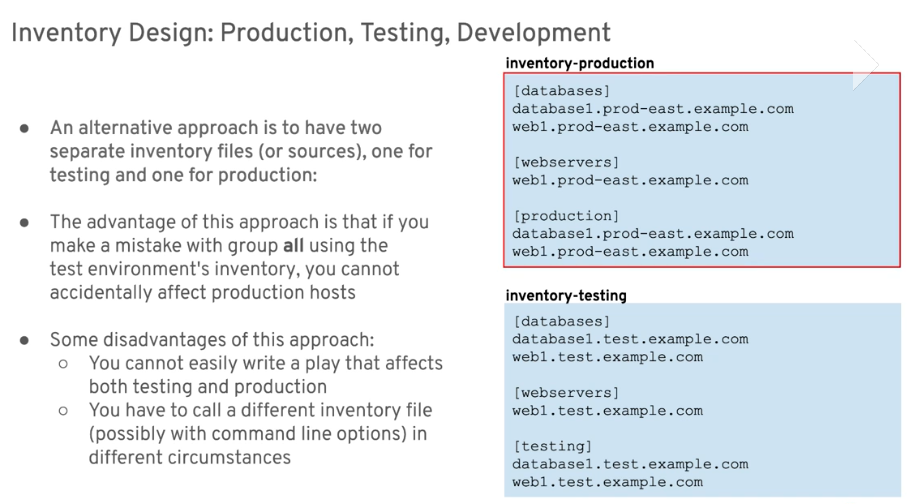 Inventory Design: Production, Testing, Development
● An alternative approach is to have two
separate inventory files (or sources), one for
testing and one for production:
● The advantage of this approach is that if you
make a mistake with group all using the
test environment's inventory, you cannot
accidentally affect production hosts
● Some disadvantages of this approach:
○ You cannot easily write a play that affects
both testing and production
○ You have to call a different inventory file
(possibly with command line options) in
different circumstances
inventory-production
[databases]
database1.prod-east.example.com
web1.prod-east.example.com
[webservers]
web1.prod-east.example.com
[production]
database1.prod-east.example.com
web1.prod-east.example.com
inventory-testing
[databases]
database1.test.example.com
web1.test.example.com
[webservers]
web1.test.example.com
[testing]
database1.test.example.com
web1.test.example.com